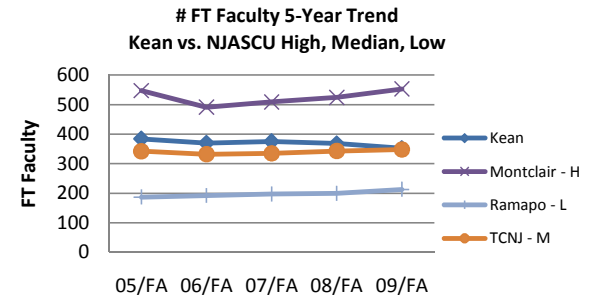 # FT Faculty 5-Year Trend
Kean vs. NJASCU High, Median, Low
FT Faculty
600
500
400
300
200
100
0
05/FA 06/FA 07/FA 08/FA 09/FA
Kean
Montclair - H
Ramapo - L
TCNJ - M